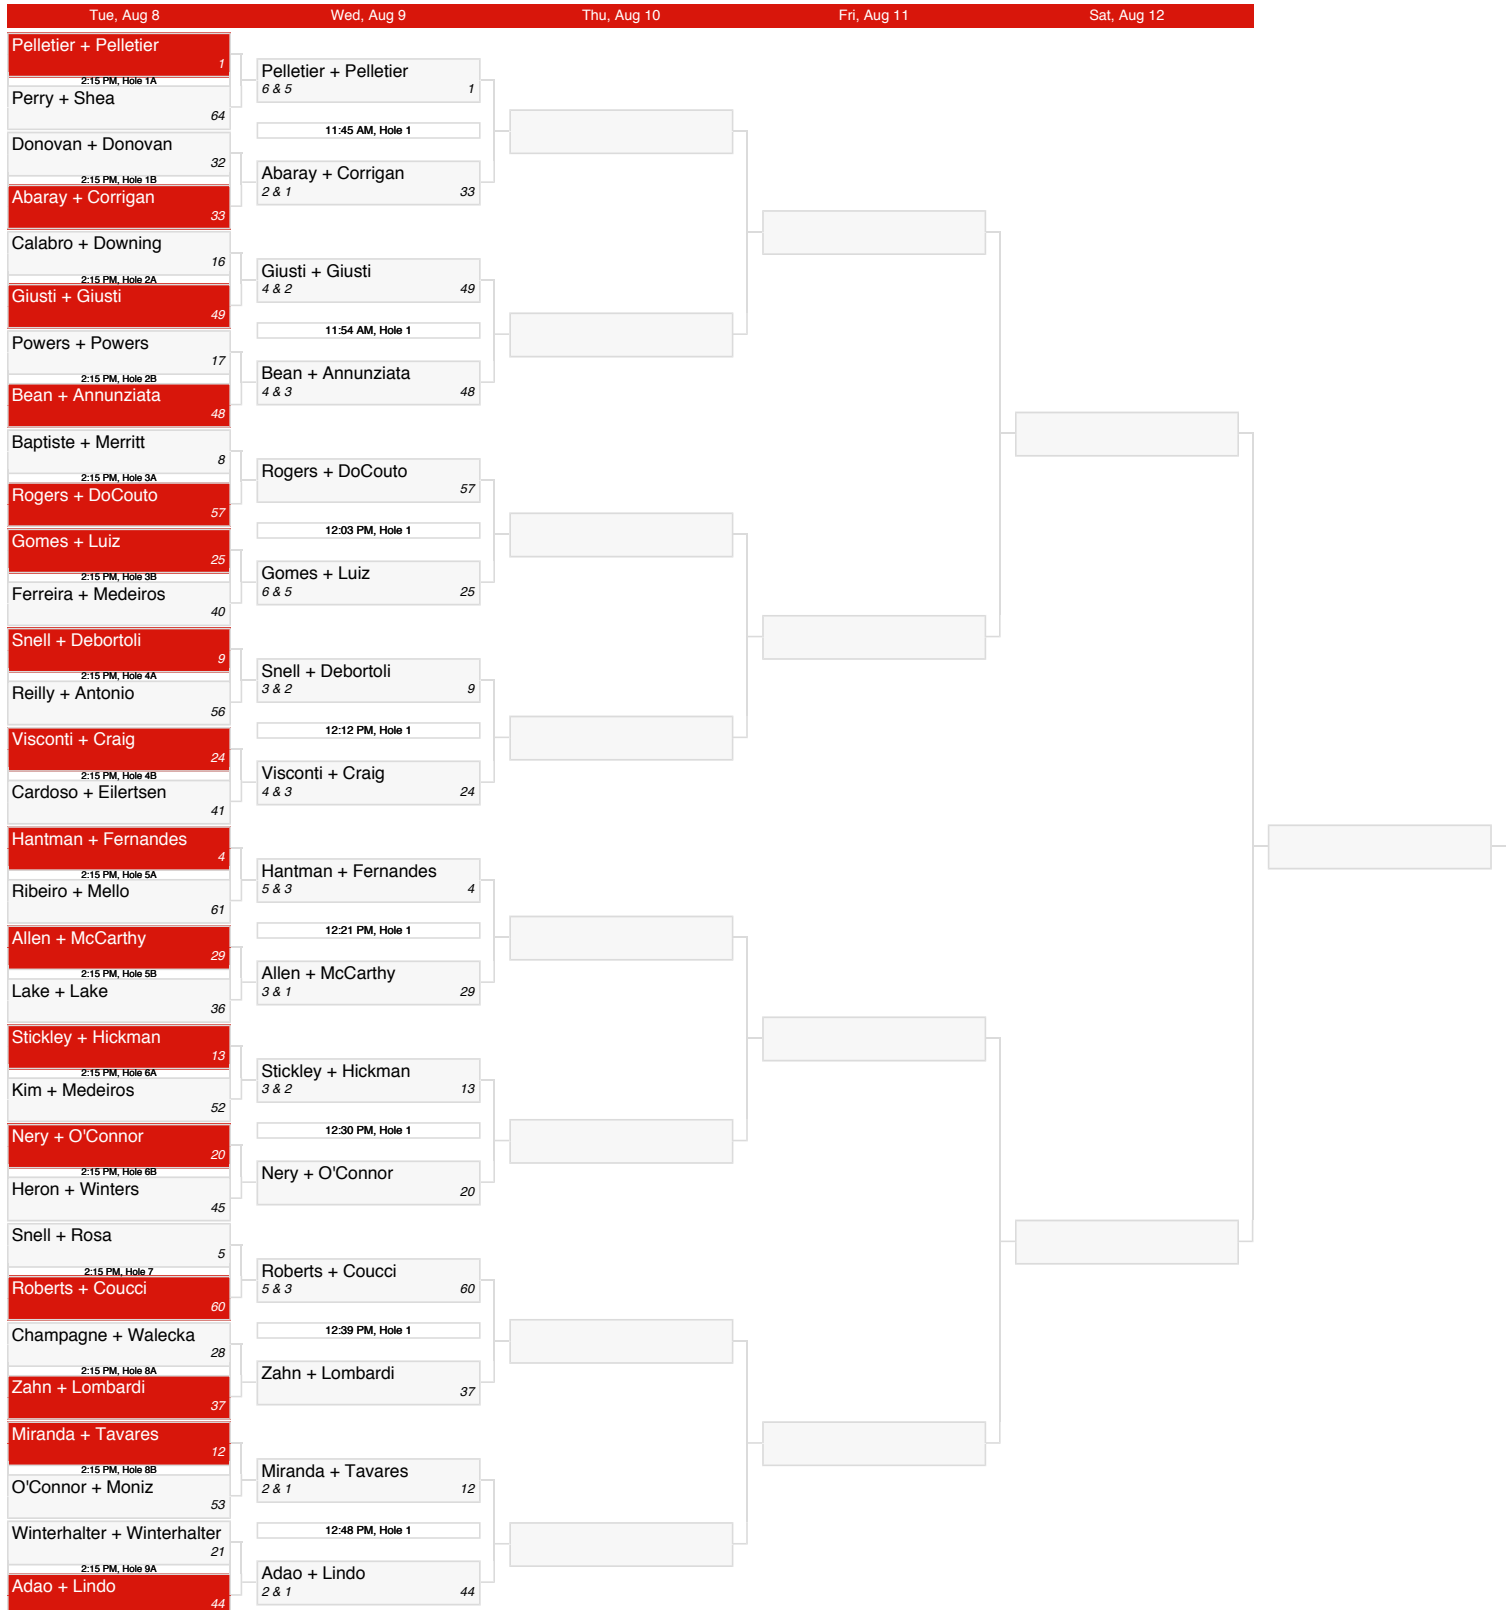 Tue, Aug 8
Wed, Aug 9
Thu, Aug 10
Fri, Aug 11
Sat, Aug 12
Pelletier + Pelletier
1
2:15 PM, Hole 1A
Perry + Shea
64
Donovan + Donovan
32
2:15 PM, Hole 1B
Abaray + Corrigan
33
Calabro + Downing
16
2:15 PM, Hole 2A
Giusti + Giusti
49
Powers + Powers
17
2:15 PM, Hole 2B
Bean + Annunziata
48
Baptiste + Merritt
8
2:15 PM, Hole 3A
Rogers + DoCouto
57
Gomes + Luiz
25
2:15 PM, Hole 3B
Ferreira + Medeiros
40
Snell + Debortoli
9
2:15 PM, Hole 4A
Reilly + Antonio
56
Visconti + Craig
24
2:15 PM, Hole 4B
Cardoso + Eilertsen
41
Hantman + Fernandes
4
2:15 PM, Hole 5A
Ribeiro + Mello
61
Allen + McCarthy
29
2:15 PM, Hole 5B
Lake + Lake
36
Stickley + Hickman
13
2:15 PM, Hole 6A
Kim + Medeiros
52
Nery + O'Connor
20
2:15 PM, Hole 6B
Heron + Winters
45
Snell + Rosa
5
2:15 PM, Hole 7
Roberts + Coucci
60
Champagne + Walecka
28
2:15 PM, Hole 8A
Zahn + Lombardi
37
Miranda + Tavares
12
2:15 PM, Hole 8B
O'Connor + Moniz
53
Winterhalter + Winterhalter
21
2:15 PM, Hole 9A
Adao + Lindo
44
Pelletier + Pelletier
6 & 5 1
11:45 AM, Hole 1
Abaray + Corrigan
2 & 1 33
Giusti + Giusti
4 & 2 49
11:54 AM, Hole 1
Bean + Annunziata
4 & 3 48
Rogers + DoCouto
57
12:03 PM, Hole 1
Gomes + Luiz
6 & 5 25
Snell + Debortoli
3 & 2 9
12:12 PM, Hole 1
Visconti + Craig
4 & 3 24
Hantman + Fernandes
5 & 3 4
12:21 PM, Hole 1
Allen + McCarthy
3 & 1 29
Stickley + Hickman
3 & 2 13
12:30 PM, Hole 1
Nery + O'Connor
20
Roberts + Coucci
5 & 3 60
12:39 PM, Hole 1
Zahn + Lombardi
37
Miranda + Tavares
2 & 1 12
12:48 PM, Hole 1
Adao + Lindo
2 & 1 44